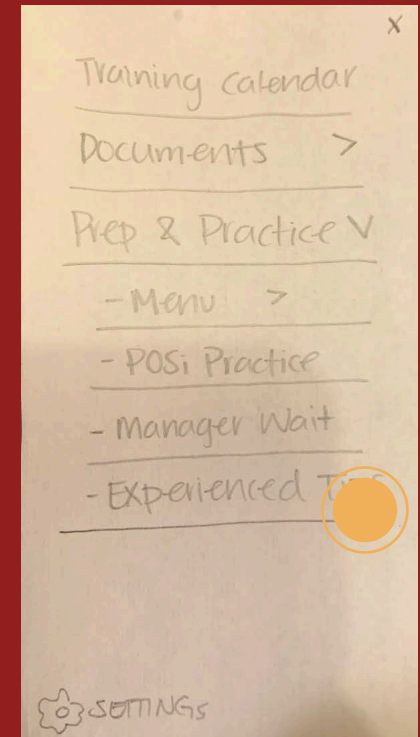 X
Training Calendar
Documents >
Prep & Practice V
- Menu >
- POSi Practice
- Manager Wait
- Experienced
SETTINGS